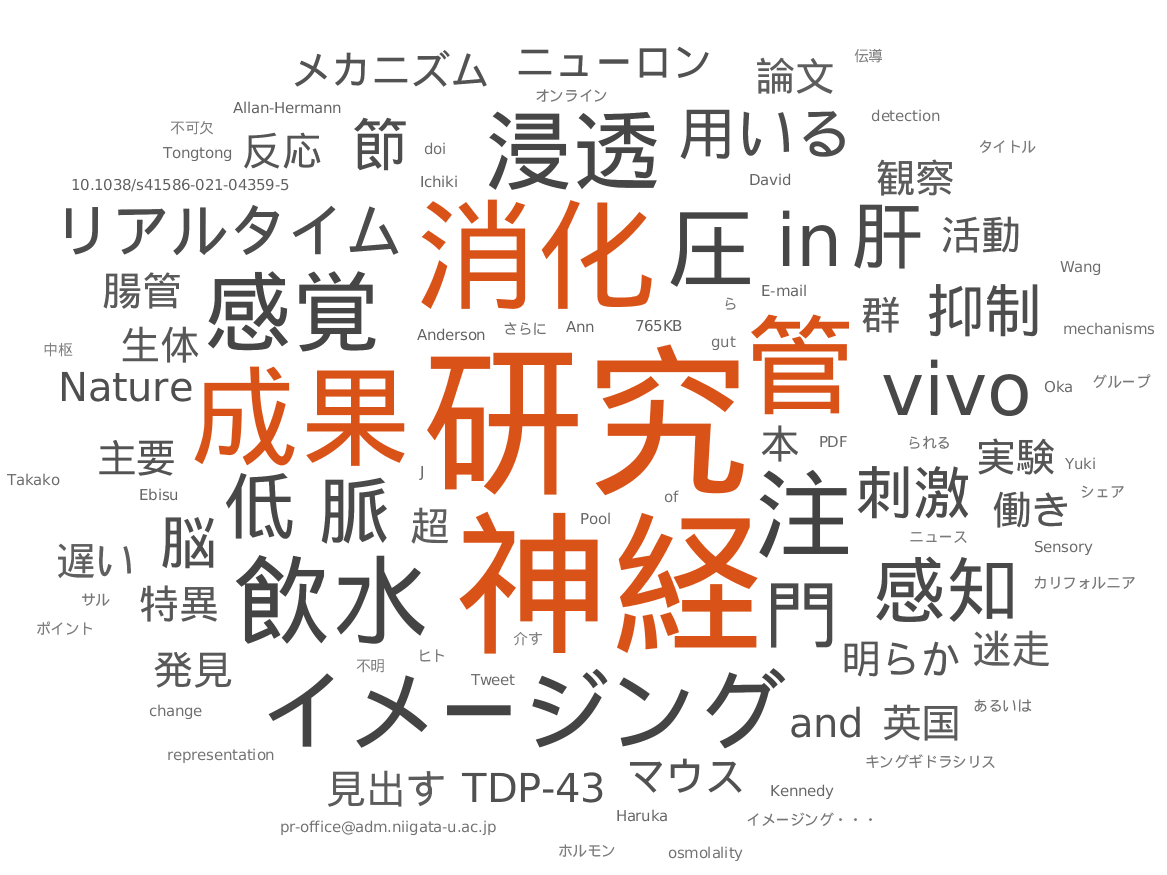 伝導
メカニズム ニューロン 論文
オンライン
Allan-Hermann detection
不可欠 反応 節 doi 浸透 用いる タイトル
Tongtong
10.1038/s41586-021-04359-5 Ichiki David 観察
リアルタイム 消化 圧 in 肝 活動
Wang
腸管 感覚 ら E-mail 群 抑制
生体 Anderson さらに Ann 765KB gut 管 mechanisms
中枢
Nature 成果 研究 vivo Oka グループ
主要 本 PDF られる 実験
Takako J Yuki
Ebisu 低 脈 超 of 注 刺激 働き シェア
Pool ニュース Sensory
遅い 脳 神経 感知 カリフォルニア
サル 特異 飲水 門
ポイント 介す 明らか 迷走
発見 不明 ヒト
Tweet
change イメージング and 英国 あるいは
representation キングギドラシリス
見出す TDP-43 マウス Kennedy
pr-office@adm.niigata-u.ac.jp Haruka イメージング・・・
ホルモン osmolality